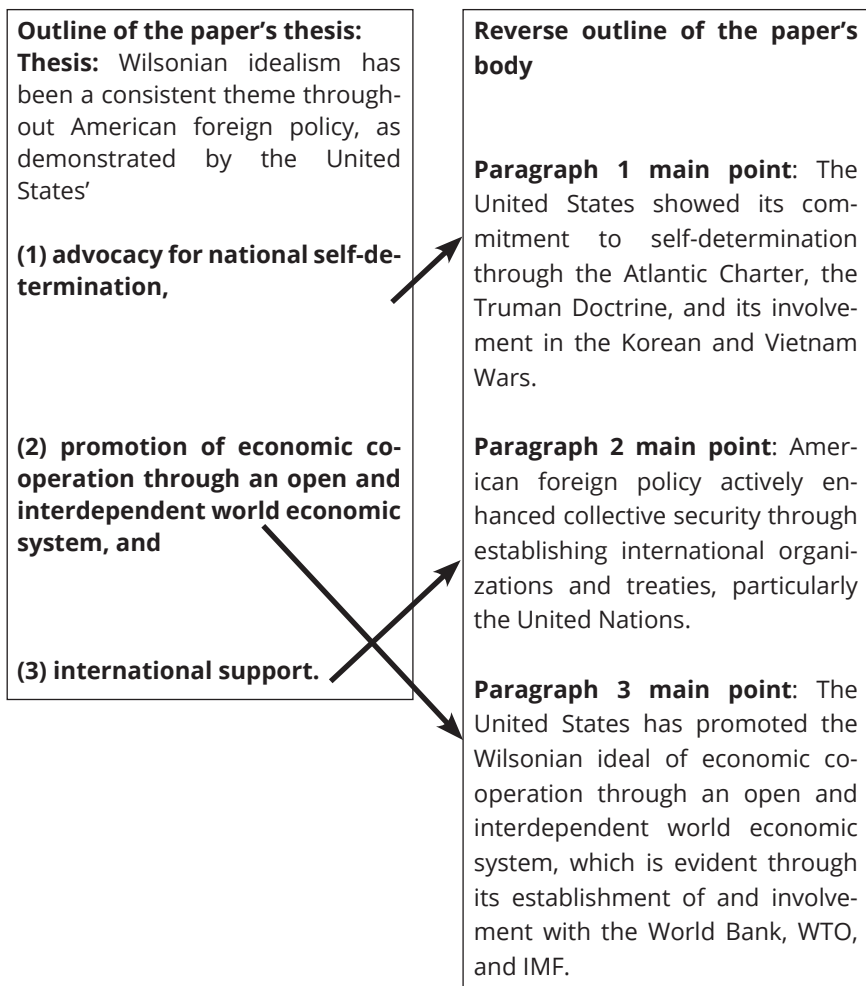 Outline of the paper's thesis:
Thesis: Wilsonian idealism has
been a consistent theme through-
out American foreign policy, as
demonstrated by the United
States'
(1) advocacy for national self-de-
termination,
(2) promotion of economic co-
operation through an open and
interdependent world economic
system, and
(3) international support.
Reverse outline of the paper's
body
Paragraph 1 main point: The
United States showed its com-
mitment to self-determination
through the Atlantic Charter, the
Truman Doctrine, and its involve-
ment in the Korean and Vietnam
Wars.
Paragraph 2 main point: Amer-
ican foreign policy actively en-
hanced collective security through
establishing international organi-
zations and treaties, particularly
the United Nations.
Paragraph 3 main point: The
United States has promoted the
Wilsonian ideal of economic co-
operation through an open and
interdependent world economic
system, which is evident through
its establishment of and involve-
ment with the World Bank, WTO,
and IMF.